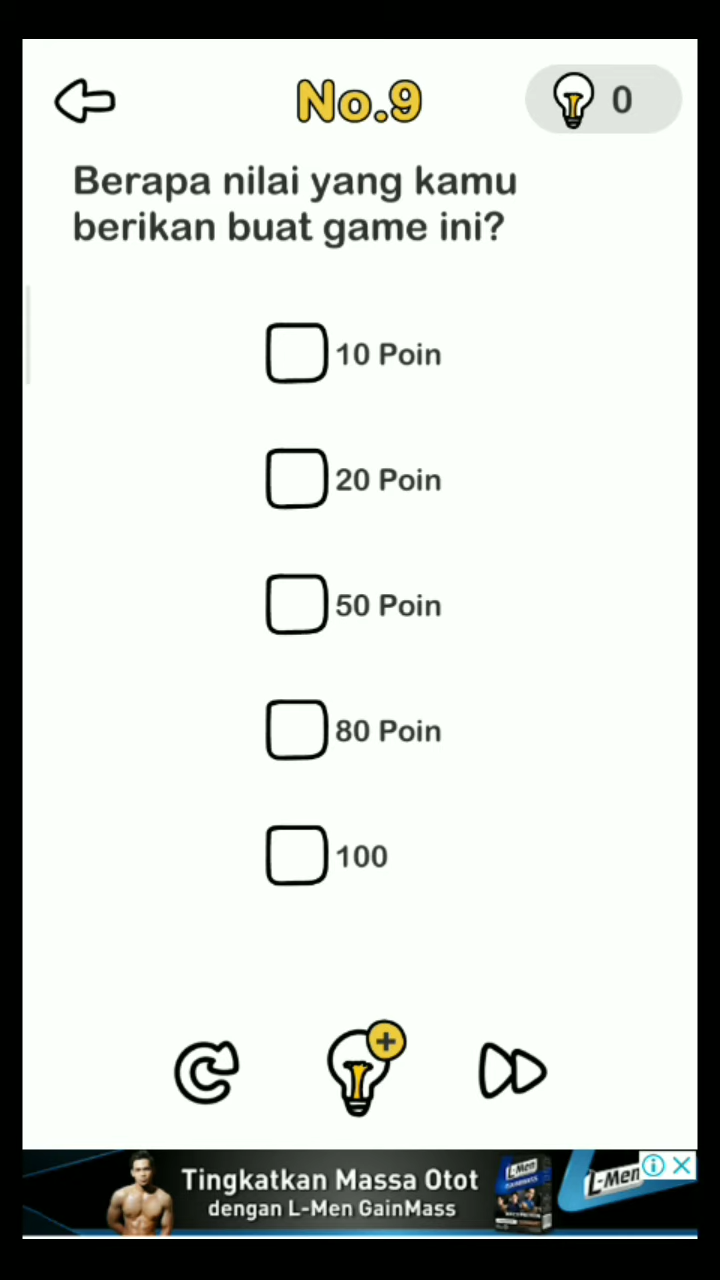 No.9
0
Berapa nilai yang kamu
berikan buat game ini?
10 Poin
20 Poin
50 Poin
80 Poin
100
Tingkatkan Massa Otot
dengan L-Men GainMass
L-Men
L-Men